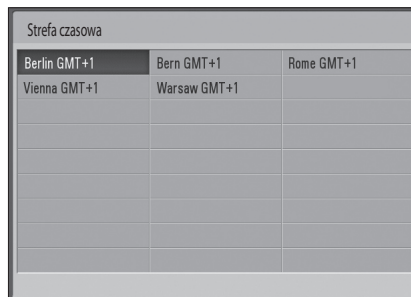 Strefa czasowa
Berlin GMT+1 Bern GMT+1 Rome GMT+1
Vienna GMT+1 Warsaw GMT+1